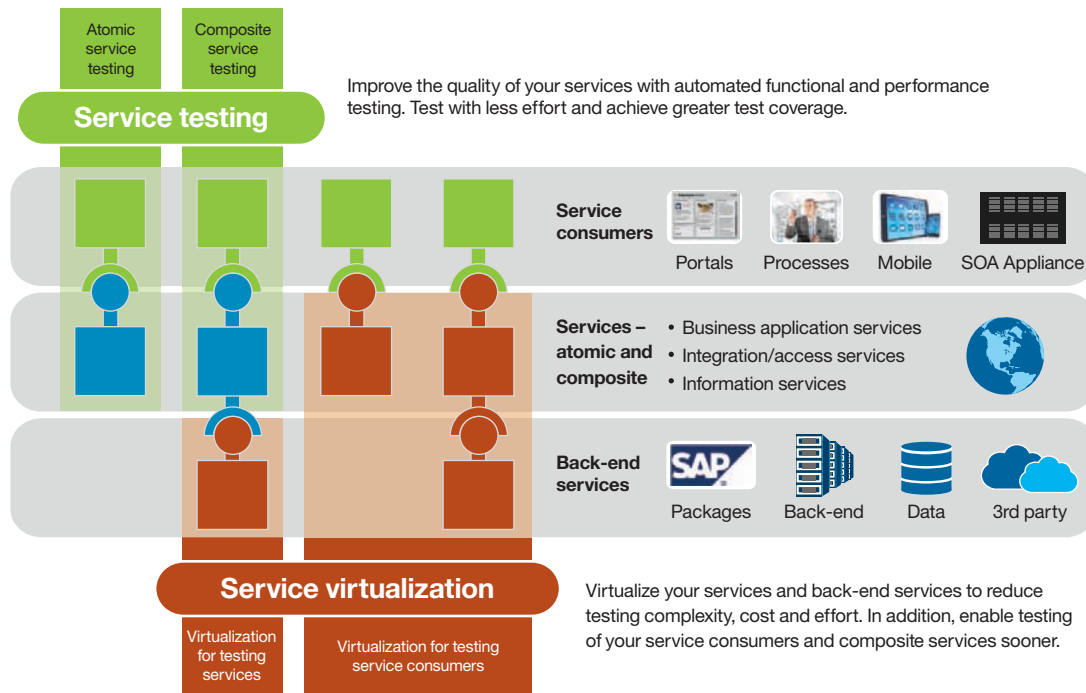 Atomic
service
testing
Composite
service
testing
Service testing
Improve the quality of your services with automated functional and performance
testing. Test with less effort and achieve greater test coverage.
Service
consumers
Portals
Processes
Mobile
SOA Appliance
Services –
atomic and
composite
• Business application services
• Integration/access services
• Information services
Back-end
services
SAP
Packages
Back-end
Data
3rd party
Service virtualization
Virtualize your services and back-end services to reduce
testing complexity, cost and effort. In addition, enable testing
of your service consumers and composite services sooner.
Virtualization
for testing
services
Virtualization for testing
service consumers